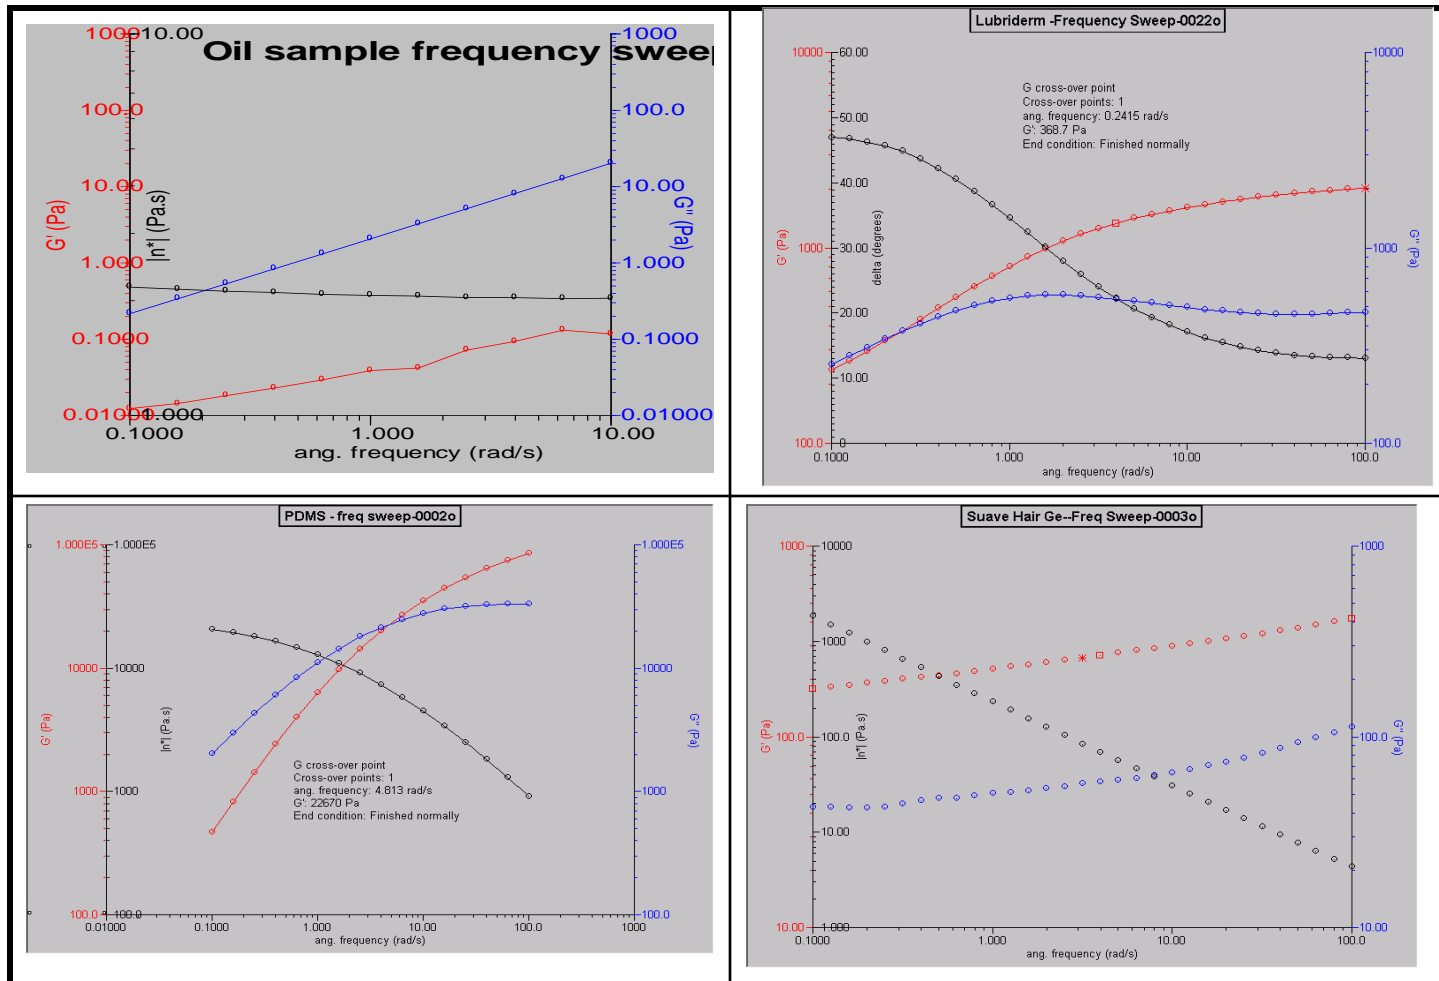 Oil sample frequency sweep
1000
10.00
1000
100.0
100.0
10.00
10.00
G' (Pa)
|n*| (Pa.s)
G'' (Pa)
1.000
1.000
0.1000
0.1000
0.01000
1.000
0.01000
0.1000
1.000
10.00
ang. frequency (rad/s)
Lubriderm -Frequency Sweep-0022o
10000
60.00
10000
G cross-over point
Cross-over points: 1
ang. frequency: 0.2415 rad/s
G': 368.7 Pa
End condition: Finished normally
50.00
40.00
G' (Pa)
1000
30.00
delta (degrees)
1000
G'' (Pa)
20.00
10.00
100.0
0
100.0
0.1000
1.000
10.00
100.0
ang. frequency (rad/s)
PDMS - freq sweep-0002o
1.000E5
1.000E5
1.000E5
10000
10000
10000
G' (Pa)
|n*| (Pa.s)
G'' (Pa)
G cross-over point
Cross-over points: 1
ang. frequency: 4.813 rad/s
G': 22670 Pa
End condition: Finished normally
1000
1000
1000
100.0
100.0
100.0
0.01000
0.1000
1.000
10.00
100.0
1000
ang. frequency (rad/s)
Suave Hair Ge--Freq Sweep-0003o
1000
10000
1000
1000
G' (Pa)
100.0
|n*| (Pa.s)
100.0
100.0
G'' (Pa)
10.00
10.00
1.000
10.00
0.1000
1.000
10.00
100.0
ang. frequency (rad/s)